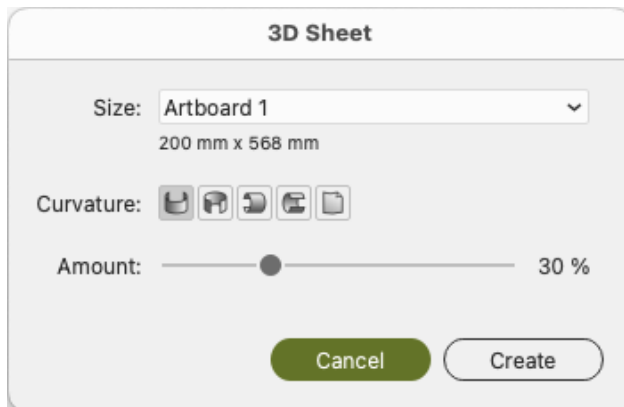 3D Sheet
Size: Artboard 1
200 mm x 568 mm
Curvature:
Amount: 30 %
Cancel Create